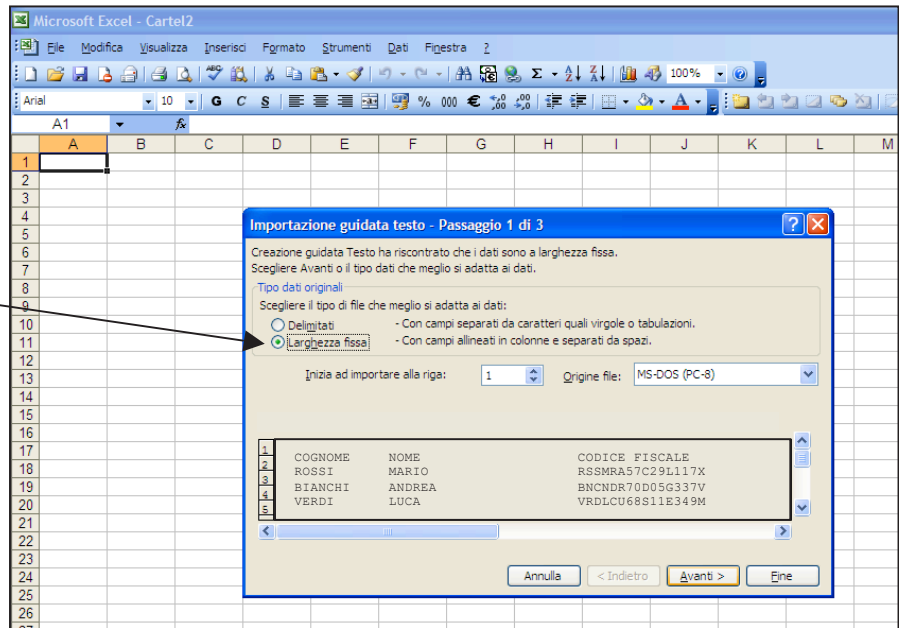 Microsoft Excel - Cartel2
File Modifica Visualizza Inserisci Formato Strumenti Dati Finestra ?
100%
Arial 10 G C S % 000 €
A1 fx
A B C D E F G H I J K L M
1
2
3
4
5
6
7
8
9
10
11
12
13
14
15
16
17
18
19
20
21
22
23
24
25
26
27
Importazione guidata testo - Passaggio 1 di 3
Creazione guidata Testo ha riscontrato che i dati sono a larghezza fissa.
Scegliere Avanti o il tipo dati che meglio si adatta ai dati.
Tipo dati originali
Scegliere il tipo di file che meglio si adatta ai dati:
Delimitati - Con campi separati da caratteri quali virgole o tabulazioni.
Larghezza fissa - Con campi allineati in colonne e separati da spazi.
Inizia ad importare alla riga: 1 Origine file: MS-DOS (PC-8)
1
2 COGNOME NOME CODICE FISCALE
3 ROSSI MARIO RSSMRA57C29L117X
4 BIANCHI ANDREA BNCNDR70D05G337V
5 VERDI LUCA VRDLCU68S11E349M
Annulla < Indietro Avanti > Fine